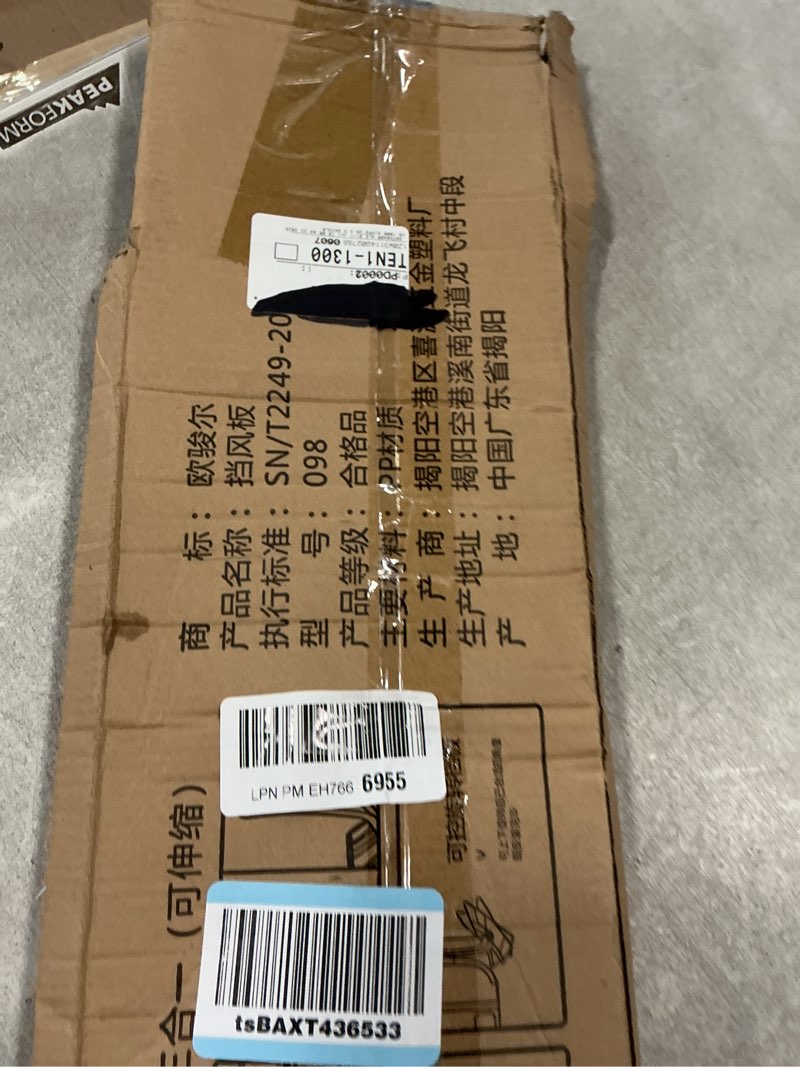 PEAKFORM
TEN1-1300
商 标：欧骏尔
产品名称：挡风板
执行标准：SN/T2249-20
型 号：098
产品等级：合格品
主要材料：PP材质
生 产 商：揭阳空港区喜 金塑料厂
生产地址：揭阳空港溪南街道龙飞村中段
产 地：中国广东省揭阳
LPN PM EH766 6955
三合一（可伸缩）
tsBAXT436533